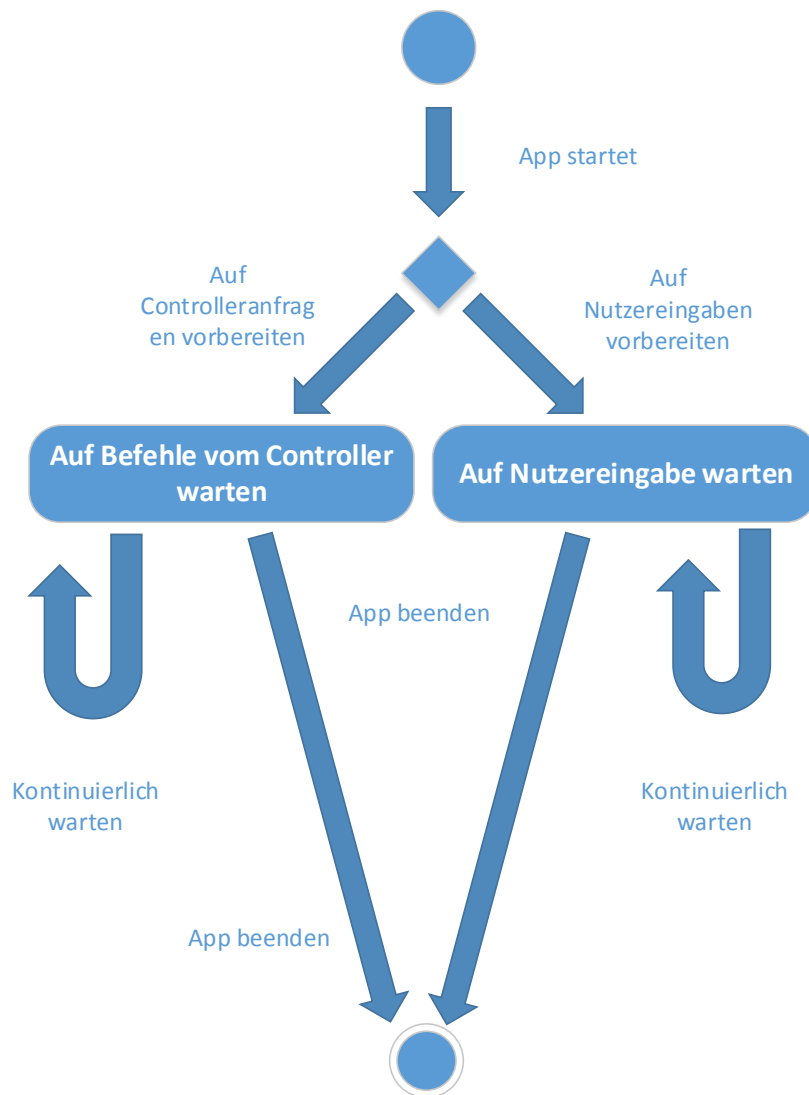 App startet
Auf
Controlleranfrag
en vorbereiten
Auf
Nutzereingaben
vorbereiten
Auf Befehle vom Controller
warten
Auf Nutzereingabe warten
App beenden
Kontinuierlich
warten
Kontinuierlich
warten
App beenden